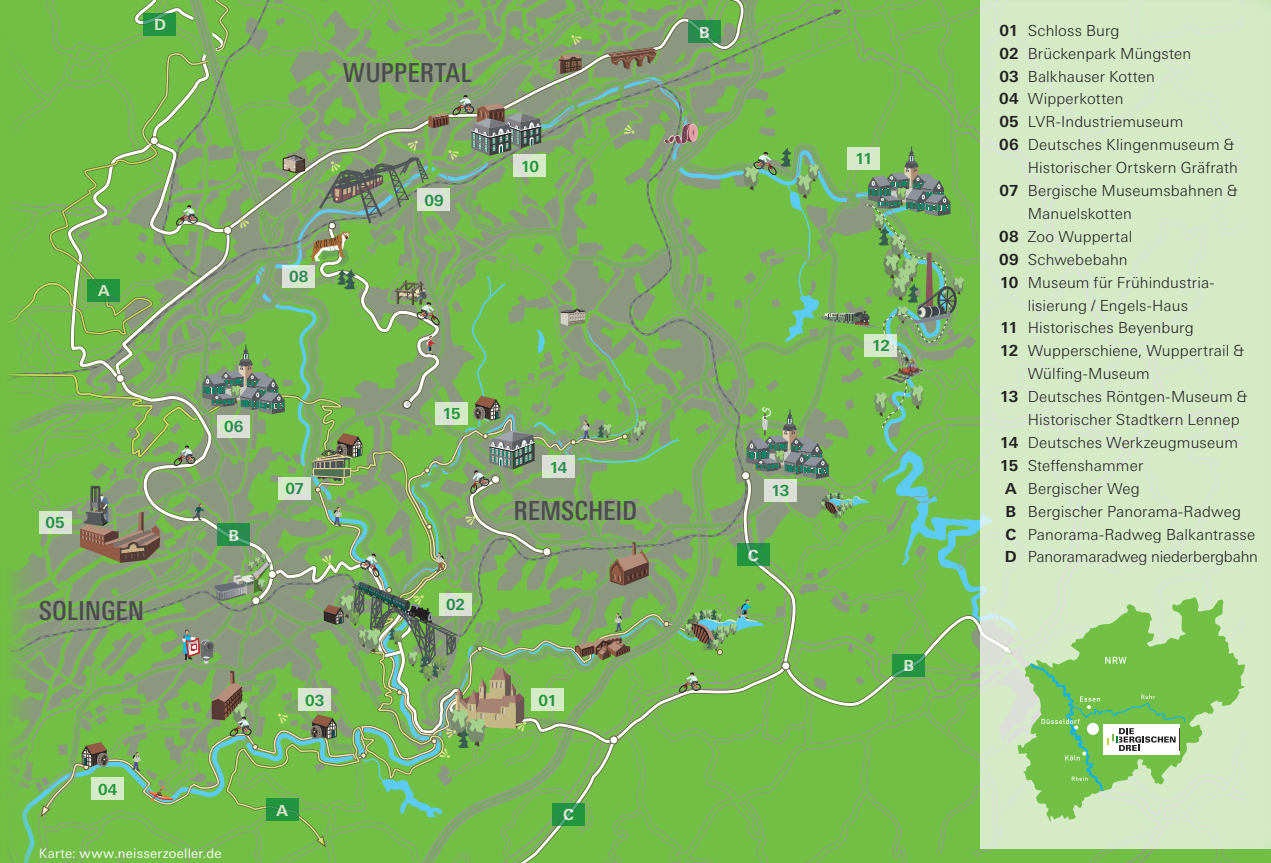 D
B
WUPPERTAL
10
11
09
08
A
12
06
15
14
07
13
REMSCHEID
05
B
C
SOLINGEN
02
B
03
01
04
A
C
Karte: www.neisserzoeller.de
01 Schloss Burg
02 Brückenpark Müngsten
03 Balkhauser Kotten
04 Wipperkotten
05 LVR-Industriemuseum
06 Deutsches Klingenmuseum &
Historischer Ortskern Gräfrath
07 Bergische Museumsbahnen &
Manuelskotten
08 Zoo Wuppertal
09 Schwebebahn
10 Museum für Frühindustria-
lisierung / Engels-Haus
11 Historisches Beyenburg
12 Wupperschiene, Wuppertrail &
Wülfing-Museum
13 Deutsches Röntgen-Museum &
Historischer Stadtkern Lennep
14 Deutsches Werkzeugmuseum
15 Steffenshammer
A Bergischer Weg
B Bergischer Panorama-Radweg
C Panorama-Radweg Balkantrasse
D Panoramaradweg niederbergbahn
NRW
Essen
Ruhr
Düsseldorf
DIE
BERGISCHEN
DREI
Köln
Rhein